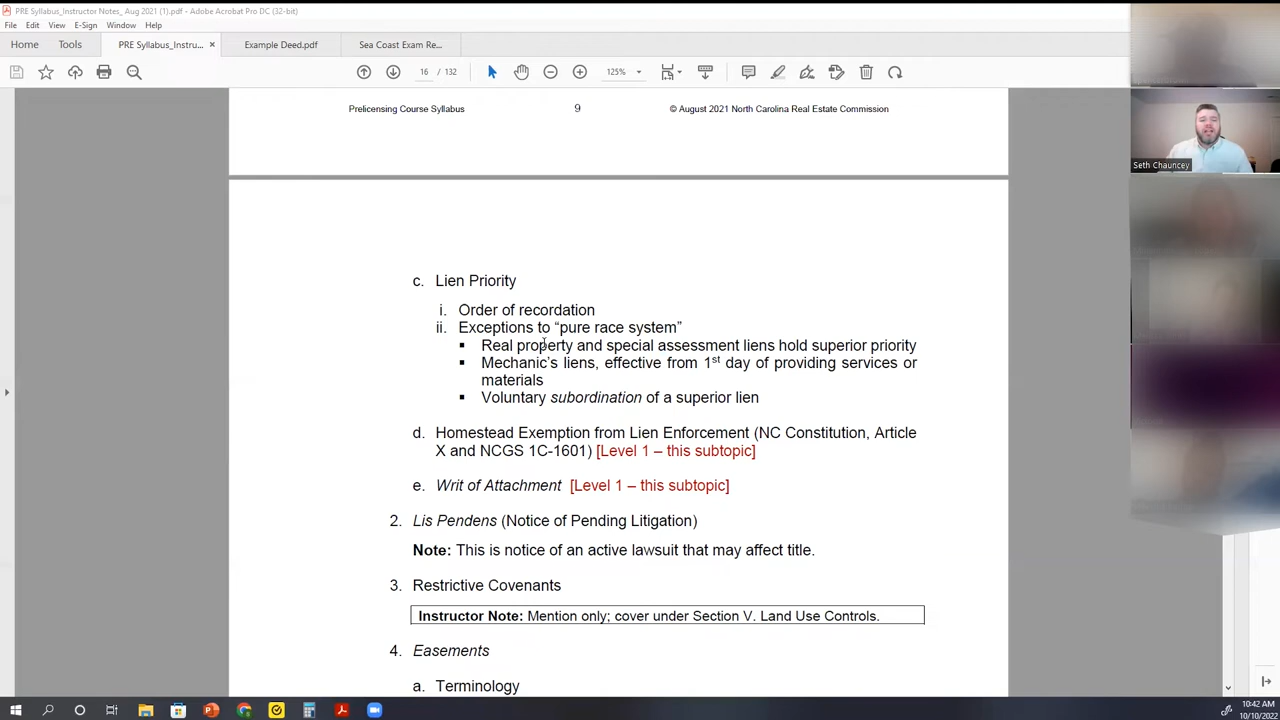 PRE Syllabus_Instructor Notes_ Aug 2021 (1).pdf - Adobe Acrobat Pro DC (32-bit)
File Edit View E-Sign Window Help
Home Tools PRE Syllabus_Instru... × Example Deed.pdf Sea Coast Exam Re...
16 / 132 125%
Prelicensing Course Syllabus 9 © August 2021 North Carolina Real Estate Commission
Seth Chauncey
c. Lien Priority
i. Order of recordation
ii. Exceptions to “pure race system”
▪ Real property and special assessment liens hold superior priority
▪ Mechanic’s liens, effective from 1st day of providing services or
materials
▪ Voluntary subordination of a superior lien
d. Homestead Exemption from Lien Enforcement (NC Constitution, Article
X and NCGS 1C-1601) [Level 1 – this subtopic]
e. Writ of Attachment [Level 1 – this subtopic]
2. Lis Pendens (Notice of Pending Litigation)
Note: This is notice of an active lawsuit that may affect title.
3. Restrictive Covenants
Instructor Note: Mention only; cover under Section V. Land Use Controls.
4. Easements
a. Terminology
10:42 AM
10/10/2022